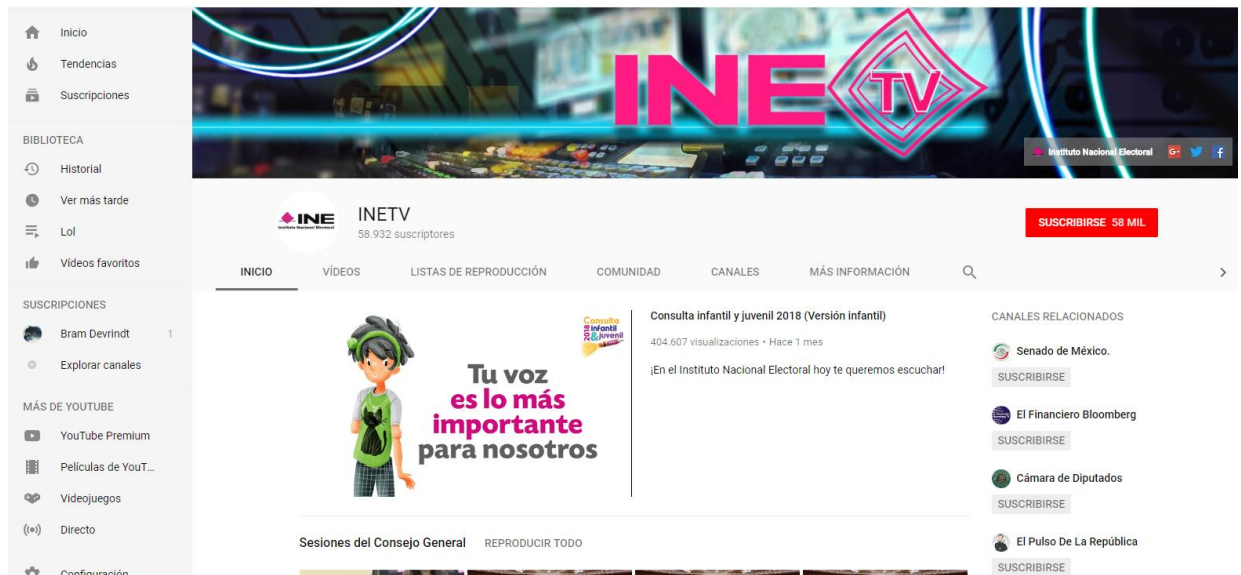 Inicio
Tendencias
Suscripciones
BIBLIOTECA
Historial
Ver más tarde
Lol
Vídeos favoritos
SUSCRIPCIONES
Bram Devrindt 1
Explorar canales
MÁS DE YOUTUBE
YouTube Premium
Películas de YouT...
Videojuegos
Directo
Configuración
INE TV
Instituto Nacional Electoral G+
INE
Instituto Nacional Electoral
INETV
58.932 suscriptores
SUSCRIBIRSE 58 MIL
INICIO VÍDEOS LISTAS DE REPRODUCCIÓN COMUNIDAD CANALES MÁS INFORMACIÓN
Consulta
infantil
&juvenil
2018
Tu voz
es lo más
importante
para nosotros
Consulta infantil y juvenil 2018 (Versión infantil)
404.607 visualizaciones • Hace 1 mes
¡En el Instituto Nacional Electoral hoy te queremos escuchar!
Sesiones del Consejo General REPRODUCIR TODO
CANALES RELACIONADOS
Senado de México.
SUSCRIBIRSE
El Financiero Bloomberg
SUSCRIBIRSE
Cámara de Diputados
SUSCRIBIRSE
El Pulso De La República
SUSCRIBIRSE